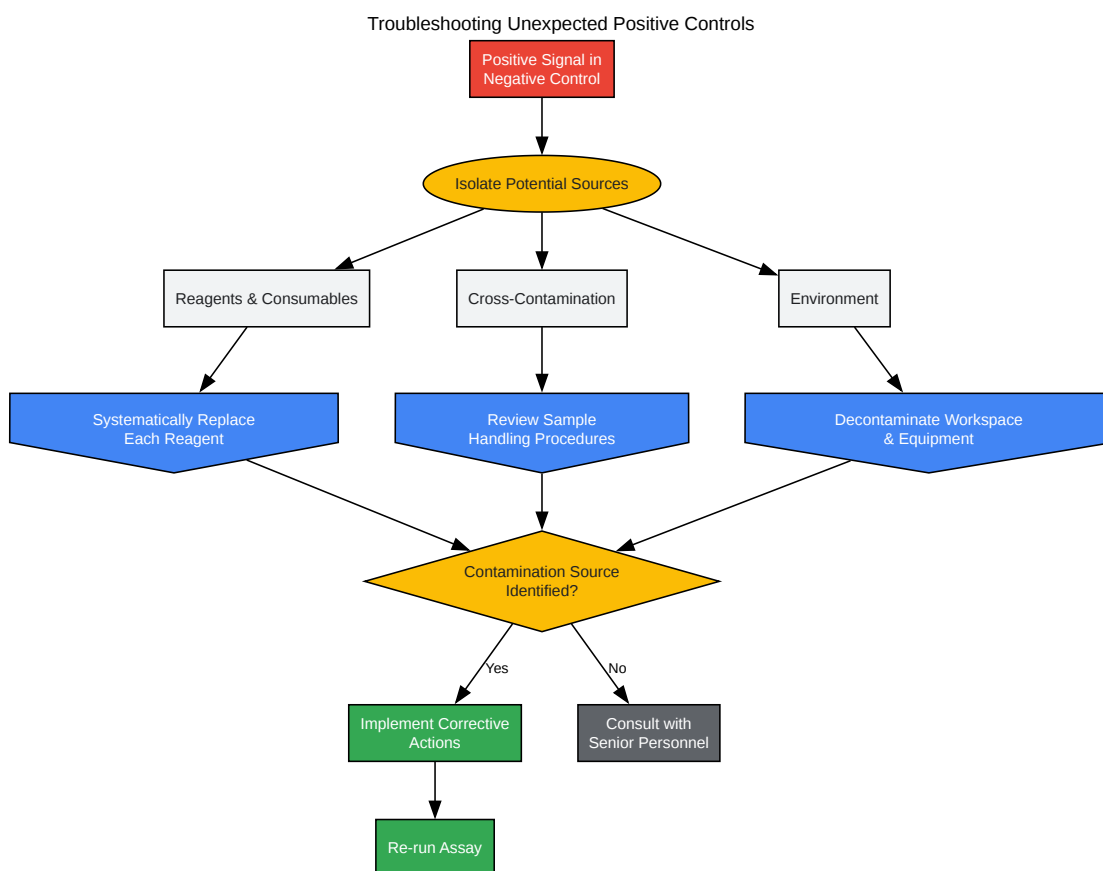 Troubleshooting Unexpected Positive Controls
Positive Signal in
Negative Control
Isolate Potential Sources
Reagents & Consumables
Cross-Contamination
Environment
Systematically Replace
Each Reagent
Review Sample
Handling Procedures
Decontaminate Workspace
& Equipment
Contamination Source
Identified?
Yes
No
Implement Corrective
Actions
Consult with
Senior Personnel
Re-run Assay